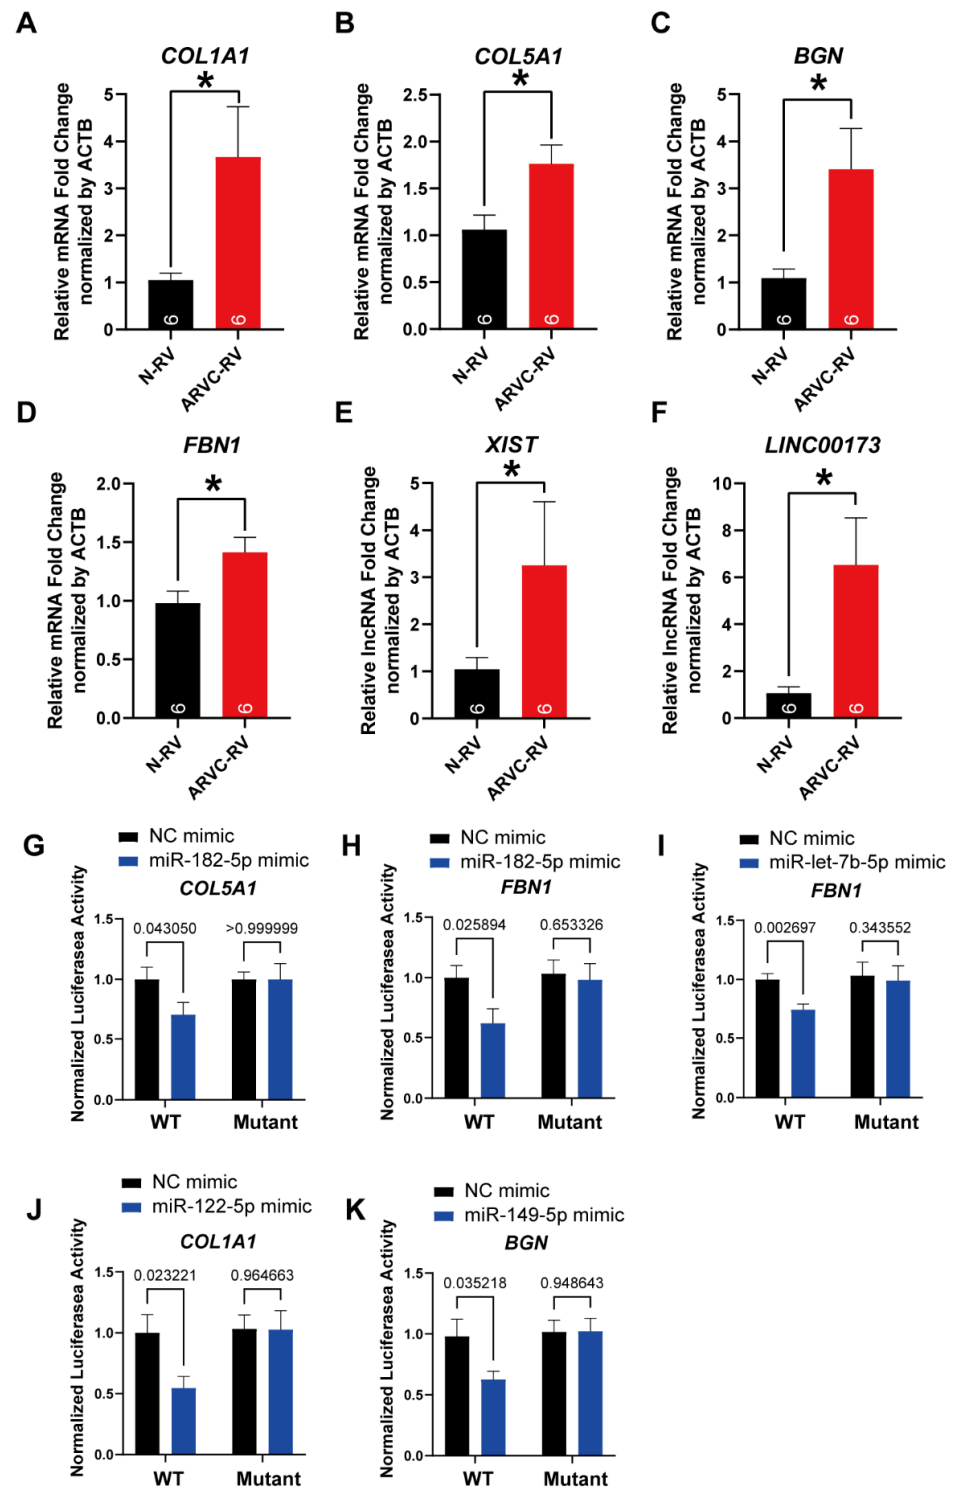 A
COL1A1
*
Relative mRNA Fold Change
normalized by ACTB
5
4
3
2
1
0
6
6
N-RV
ARVC-RV
B
COL5A1
*
Relative mRNA Fold Change
normalized by ACTB
2.5
2.0
1.5
1.0
0.5
0.0
6
6
N-RV
ARVC-RV
C
BGN
*
Relative mRNA Fold Change
normalized by ACTB
5
4
3
2
1
0
6
6
N-RV
ARVC-RV
D
FBN1
*
Relative mRNA Fold Change
normalized by ACTB
2.0
1.5
1.0
0.5
0.0
6
6
N-RV
ARVC-RV
E
XIST
*
Relative lncRNA Fold Change
normalized by ACTB
5
4
3
2
1
0
6
6
N-RV
ARVC-RV
F
LINC00173
*
Relative lncRNA Fold Change
normalized by ACTB
10
8
6
4
2
0
6
6
N-RV
ARVC-RV
G
NC mimic
miR-182-5p mimic
COL5A1
Normalized Luciferasea Activity
1.5
1.0
0.5
0.0
0.043050
>0.999999
WT
Mutant
H
NC mimic
miR-182-5p mimic
FBN1
Normalized Luciferasea Activity
1.5
1.0
0.5
0.0
0.025894
0.653326
WT
Mutant
I
NC mimic
miR-let-7b-5p mimic
FBN1
Normalized Luciferasea Activity
1.5
1.0
0.5
0.0
0.002697
0.343552
WT
Mutant
J
NC mimic
miR-122-5p mimic
COL1A1
Normalized Luciferasea Activity
1.5
1.0
0.5
0.0
0.023221
0.964663
WT
Mutant
K
NC mimic
miR-149-5p mimic
BGN
Normalized Luciferasea Activity
1.5
1.0
0.5
0.0
0.035218
0.948643
WT
Mutant